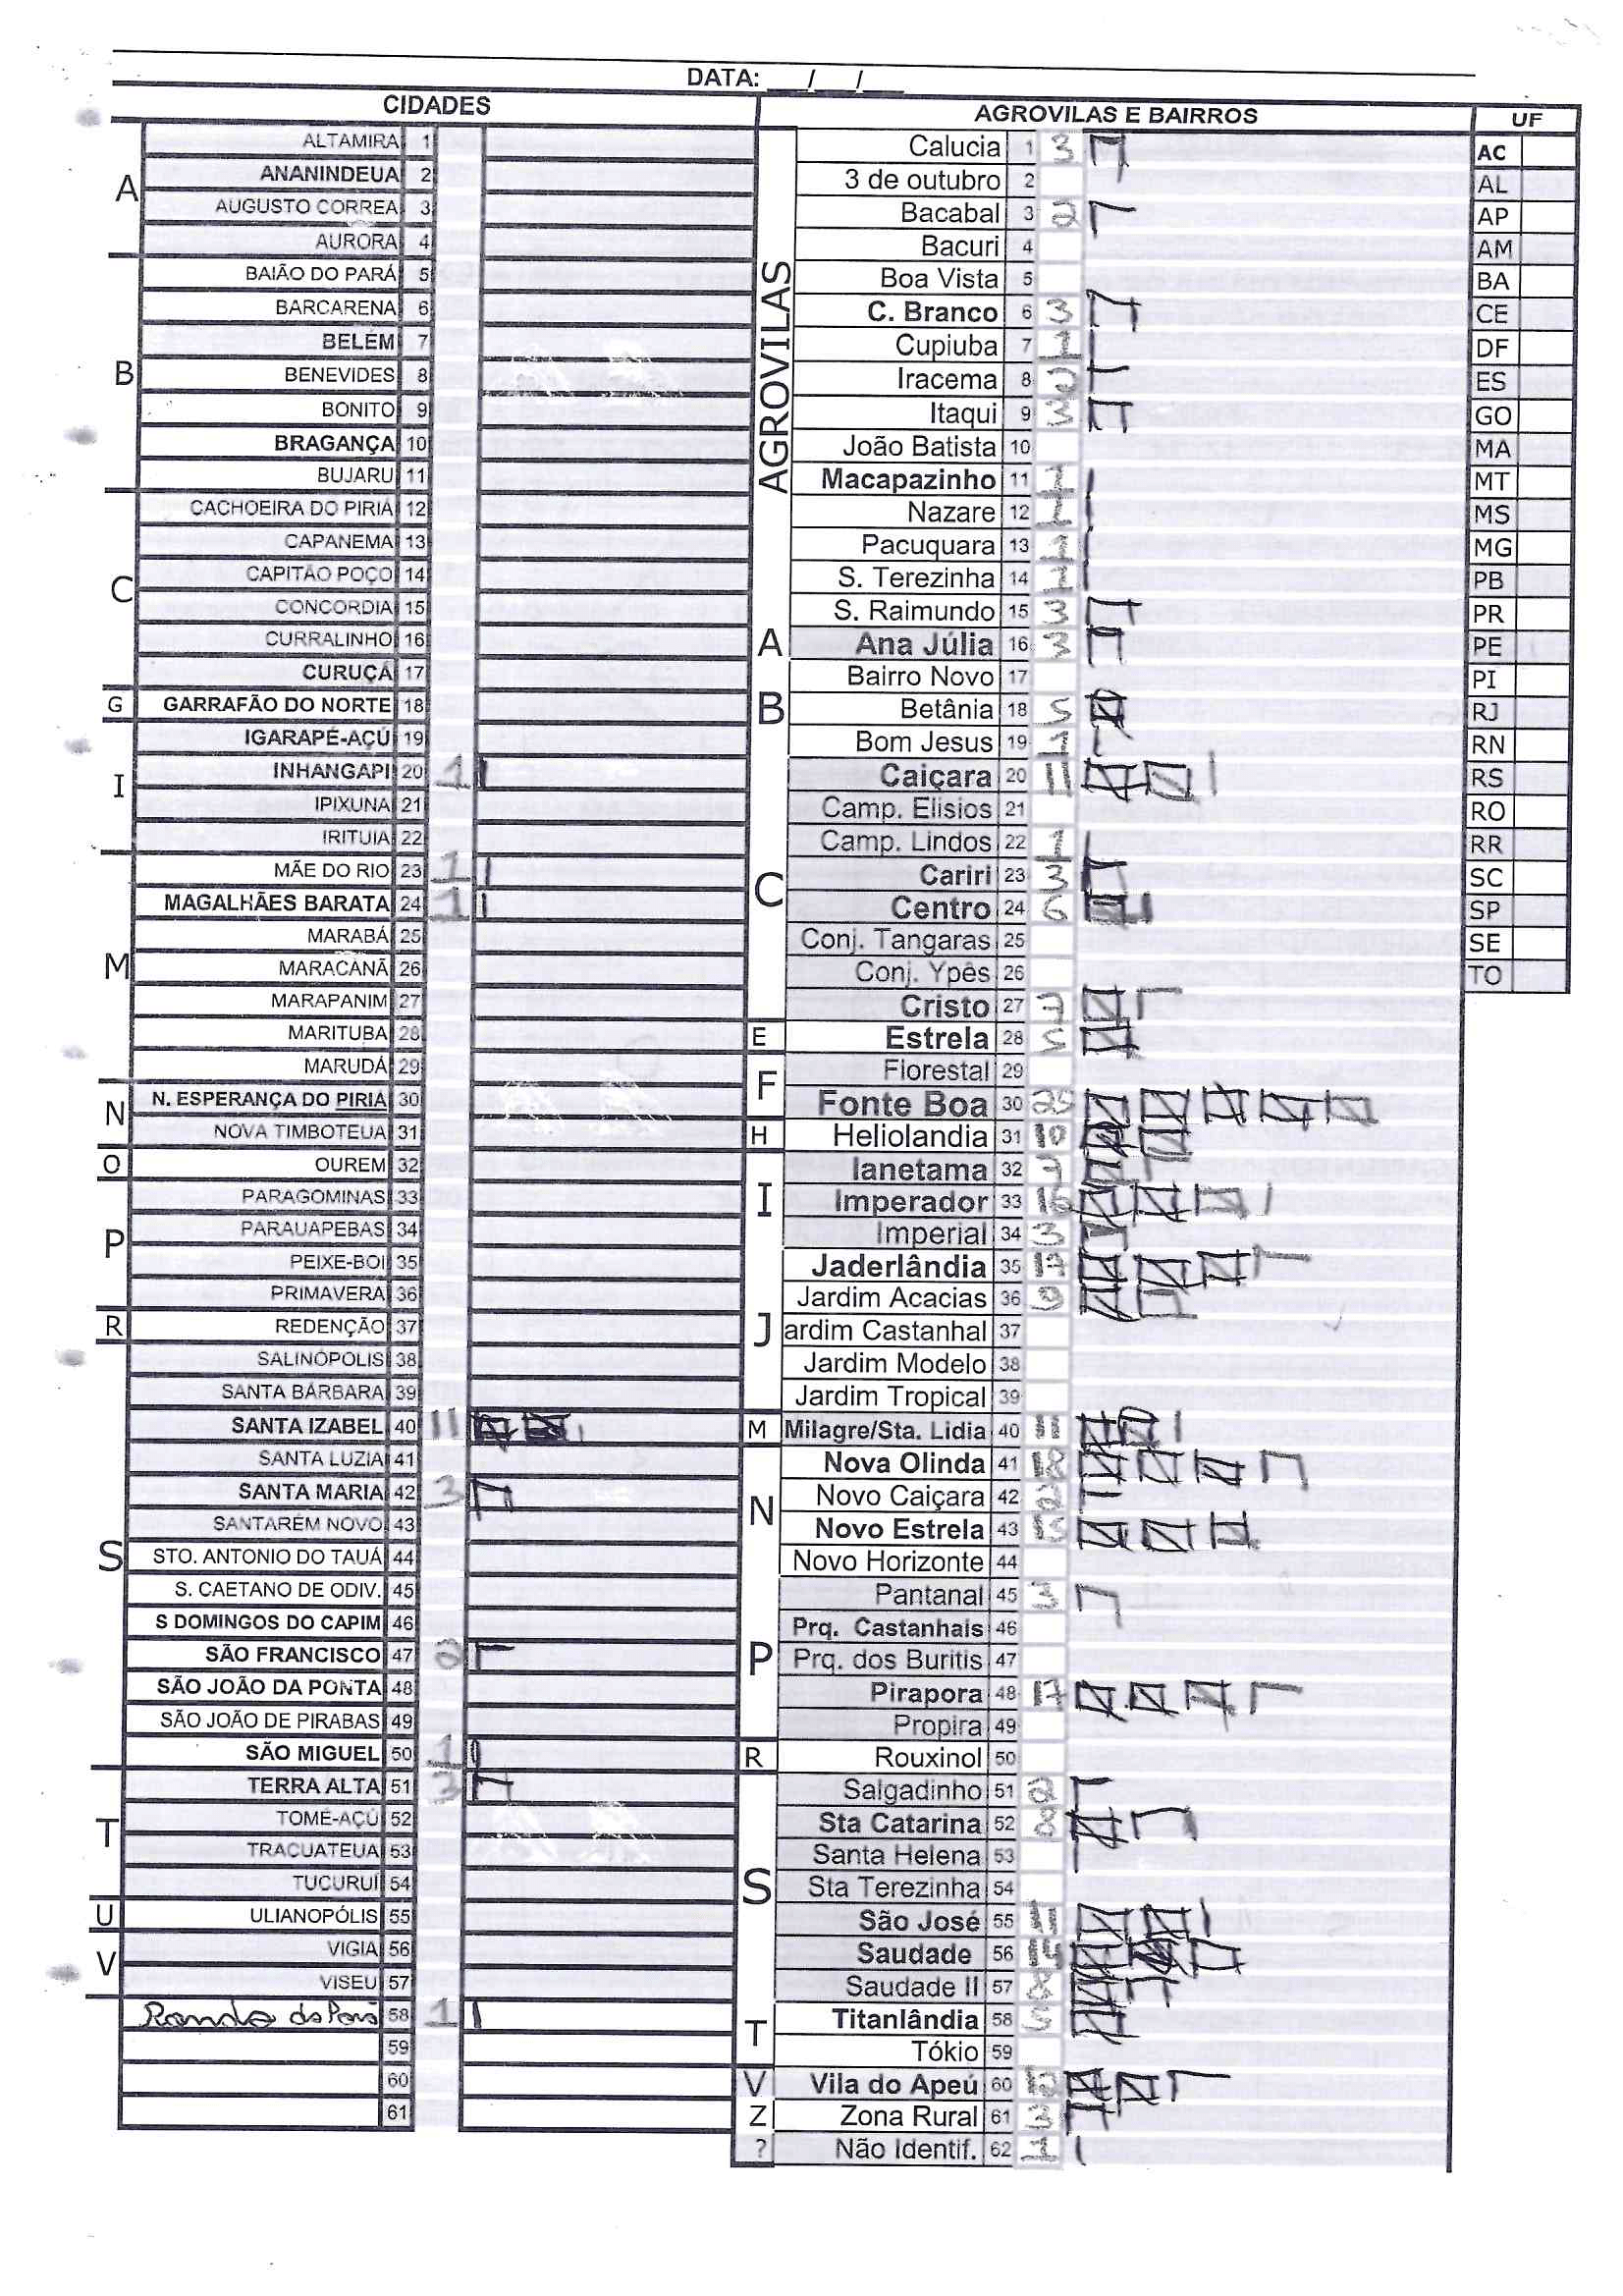 DATA: ___/___/___
CIDADES
A
ALTAMIRA 1
ANANINDEUA 2
AUGUSTO CORREA 3
AURORA 4
B
BAIÃO DO PARÁ 5
BARCARENA 6
BELÉM 7
BENEVIDES 8
BONITO 9
BRAGANÇA 10
BUJARU 11
C
CACHOEIRA DO PIRIÁ 12
CAPANEMA 13
CAPITÃO POÇO 14
CONCORDIA 15
CURRALINHO 16
CURUÇÁ 17
G
GARRAFÃO DO NORTE 18
I
IGARAPÉ-AÇÚ 19
INHANGAPI 20 1
IPIXUNA 21
IRITUIA 22
M
MÃE DO RIO 23 1
MAGALHÃES BARATA 24 1
MARABÁ 25
MARACANÃ 26
MARAPANIM 27
MARITUBA 28
MARUDÁ 29
N
N. ESPERANÇA DO PIRIA 30
NOVA TIMBOTEUA 31
O
OUREM 32
P
PARAGOMINAS 33
PARAUAPEBAS 34
PEIXE-BOI 35
PRIMAVERA 36
R
REDENÇÃO 37
S
SALINÓPOLIS 38
SANTA BÁRBARA 39
SANTA IZABEL 40 11
SANTA LUZIA 41
SANTA MARIA 42 3
SANTARÉM NOVO 43
STO. ANTONIO DO TAUÁ 44
S. CAETANO DE ODIV. 45
S DOMINGOS DO CAPIM 46
SÃO FRANCISCO 47 2
SÃO JOÃO DA PONTA 48
SÃO JOÃO DE PIRABAS 49
SÃO MIGUEL 50 1
T
TERRA ALTA 51 3
TOMÉ-AÇÚ 52
TRACUATEUA 53
TUCURUÍ 54
U
ULIANOPÓLIS 55
V
VIGIA 56
VISEU 57
58 1
59
60
61
AGROVILAS E BAIRROS
AGROVILAS
Calucia 1 3
3 de outubro 2
Bacabal 3 2
Bacuri 4
Boa Vista 5
C. Branco 6 3
Cupiuba 7 1
Iracema 8 2
Itaqui 9 3
João Batista 10
Macapazinho 11 1
Nazare 12 1
Pacuquara 13 1
S. Terezinha 14 1
S. Raimundo 15 3
A
Ana Júlia 16 3
B
Bairro Novo 17
Betânia 18 5
Bom Jesus 19 1
C
Caiçara 20 11
Camp. Elisios 21
Camp. Lindos 22 1
Cariri 23 3
Centro 24 6
Conj. Tangaras 25
Conj. Ypês 26
Cristo 27 7
E
Estrela 28 5
F
Florestal 29
Fonte Boa 30 25
H
Heliolandia 31 10
I
Ianetama 32 7
Imperador 33 16
Imperial 34 3
J
Jaderlândia 35 17
Jardim Acacias 36 9
ardim Castanhal 37
Jardim Modelo 38
Jardim Tropical 39
M
Milagre/Sta. Lidia 40 11
N
Nova Olinda 41 18
Novo Caiçara 42 2
Novo Estrela 43 15
Novo Horizonte 44
P
Pantanal 45 3
Prq. Castanhais 46
Prq. dos Buritis 47
Pirapora 48 17
Propira 49
R
Rouxinol 50
S
Salgadinho 51 2
Sta Catarina 52 8
Santa Helena 53
Sta Terezinha 54
São José 55 11
Saudade 56
Saudade II 57 8
T
Titanlândia 58 5
Tókio 59
V
Vila do Apeú 60 12
Z
Zona Rural 61 3
?
Não Identif. 62 1
UF
AC
AL
AP
AM
BA
CE
DF
ES
GO
MA
MT
MS
MG
PB
PR
PE
PI
RJ
RN
RS
RO
RR
SC
SP
SE
TO